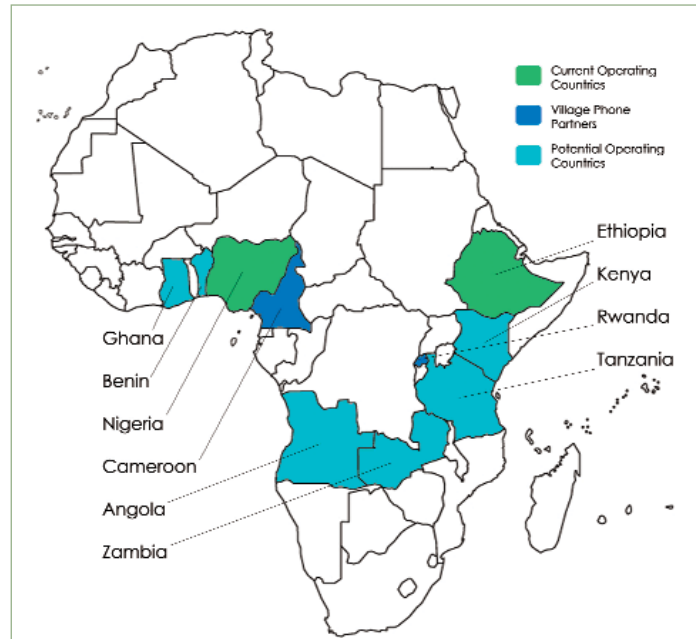 Current Operating
Countries
Village Phone
Partners
Potential Operating
Countries
Ethiopia
Kenya
Rwanda
Tanzania
Ghana
Benin
Nigeria
Cameroon
Angola
Zambia